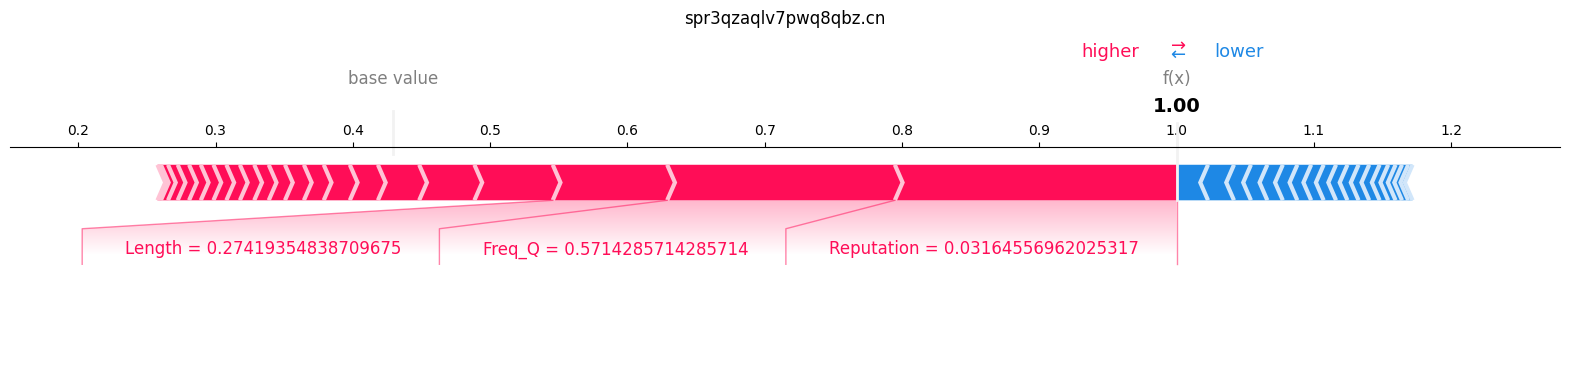 spr3qzaqlv7pwq8qbz.cn
higher → ← lower
base value f(x)
1.00
0.2 0.3 0.4 0.5 0.6 0.7 0.8 0.9 1.0 1.1 1.2
Length = 0.27419354838709675 Freq_Q = 0.5714285714285714 Reputation = 0.03164556962025317